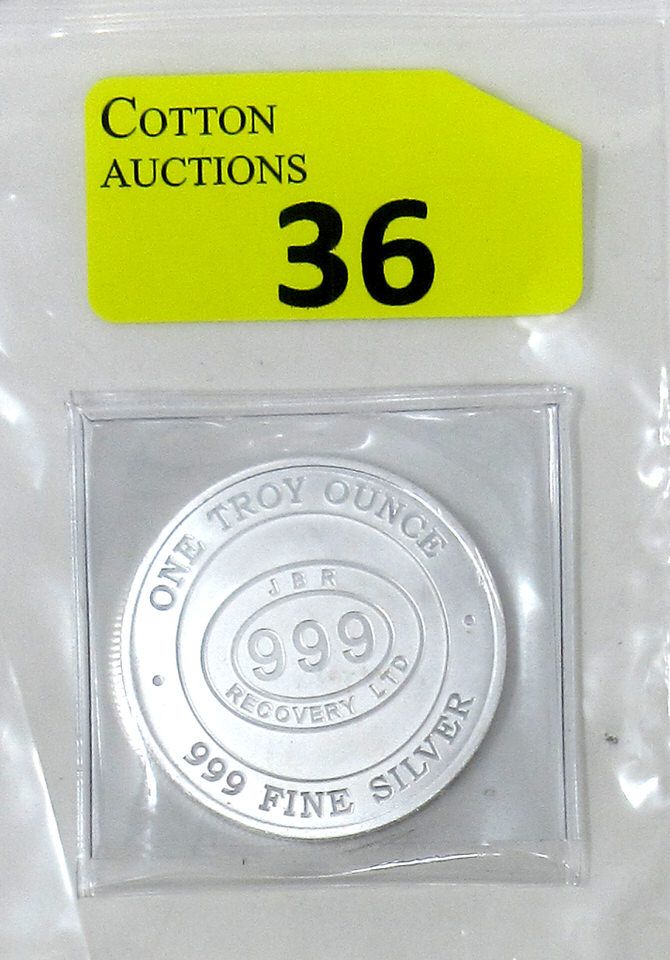 COTTON
AUCTIONS
36
ONE TROY OUNCE
JBR
999
RECOVERY LTD
999 FINE SILVER